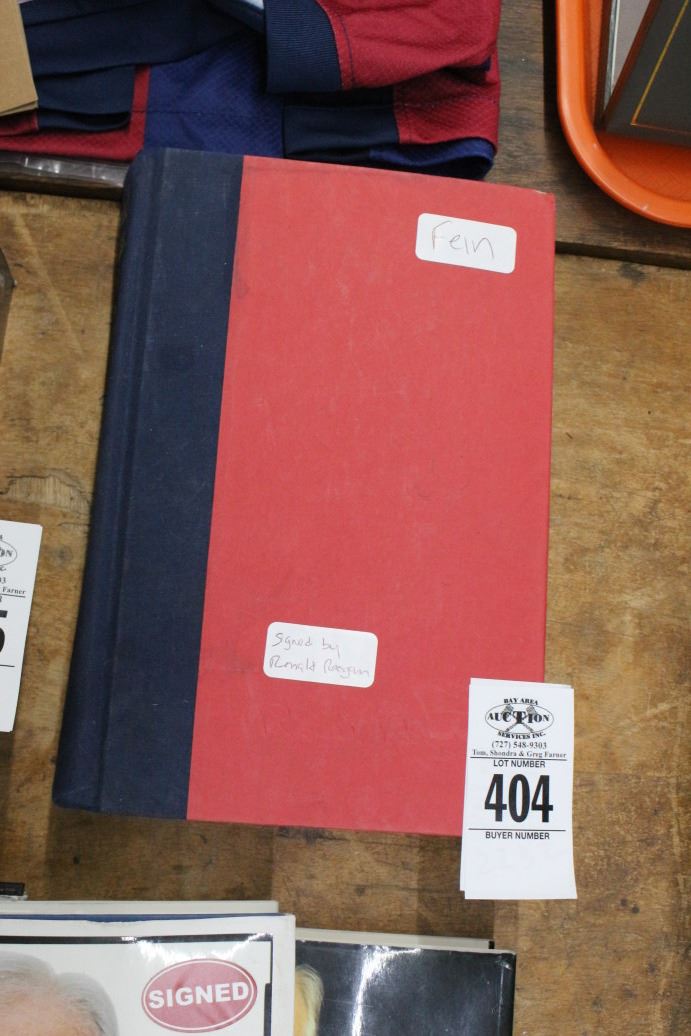 Fein
Signed by
Ronald Reagan
BAY AREA
AUCTION
SERVICES INC.
(727) 548-9303
Tom, Shondra & Greg Farner
LOT NUMBER
404
BUYER NUMBER
Farner
SIGNED